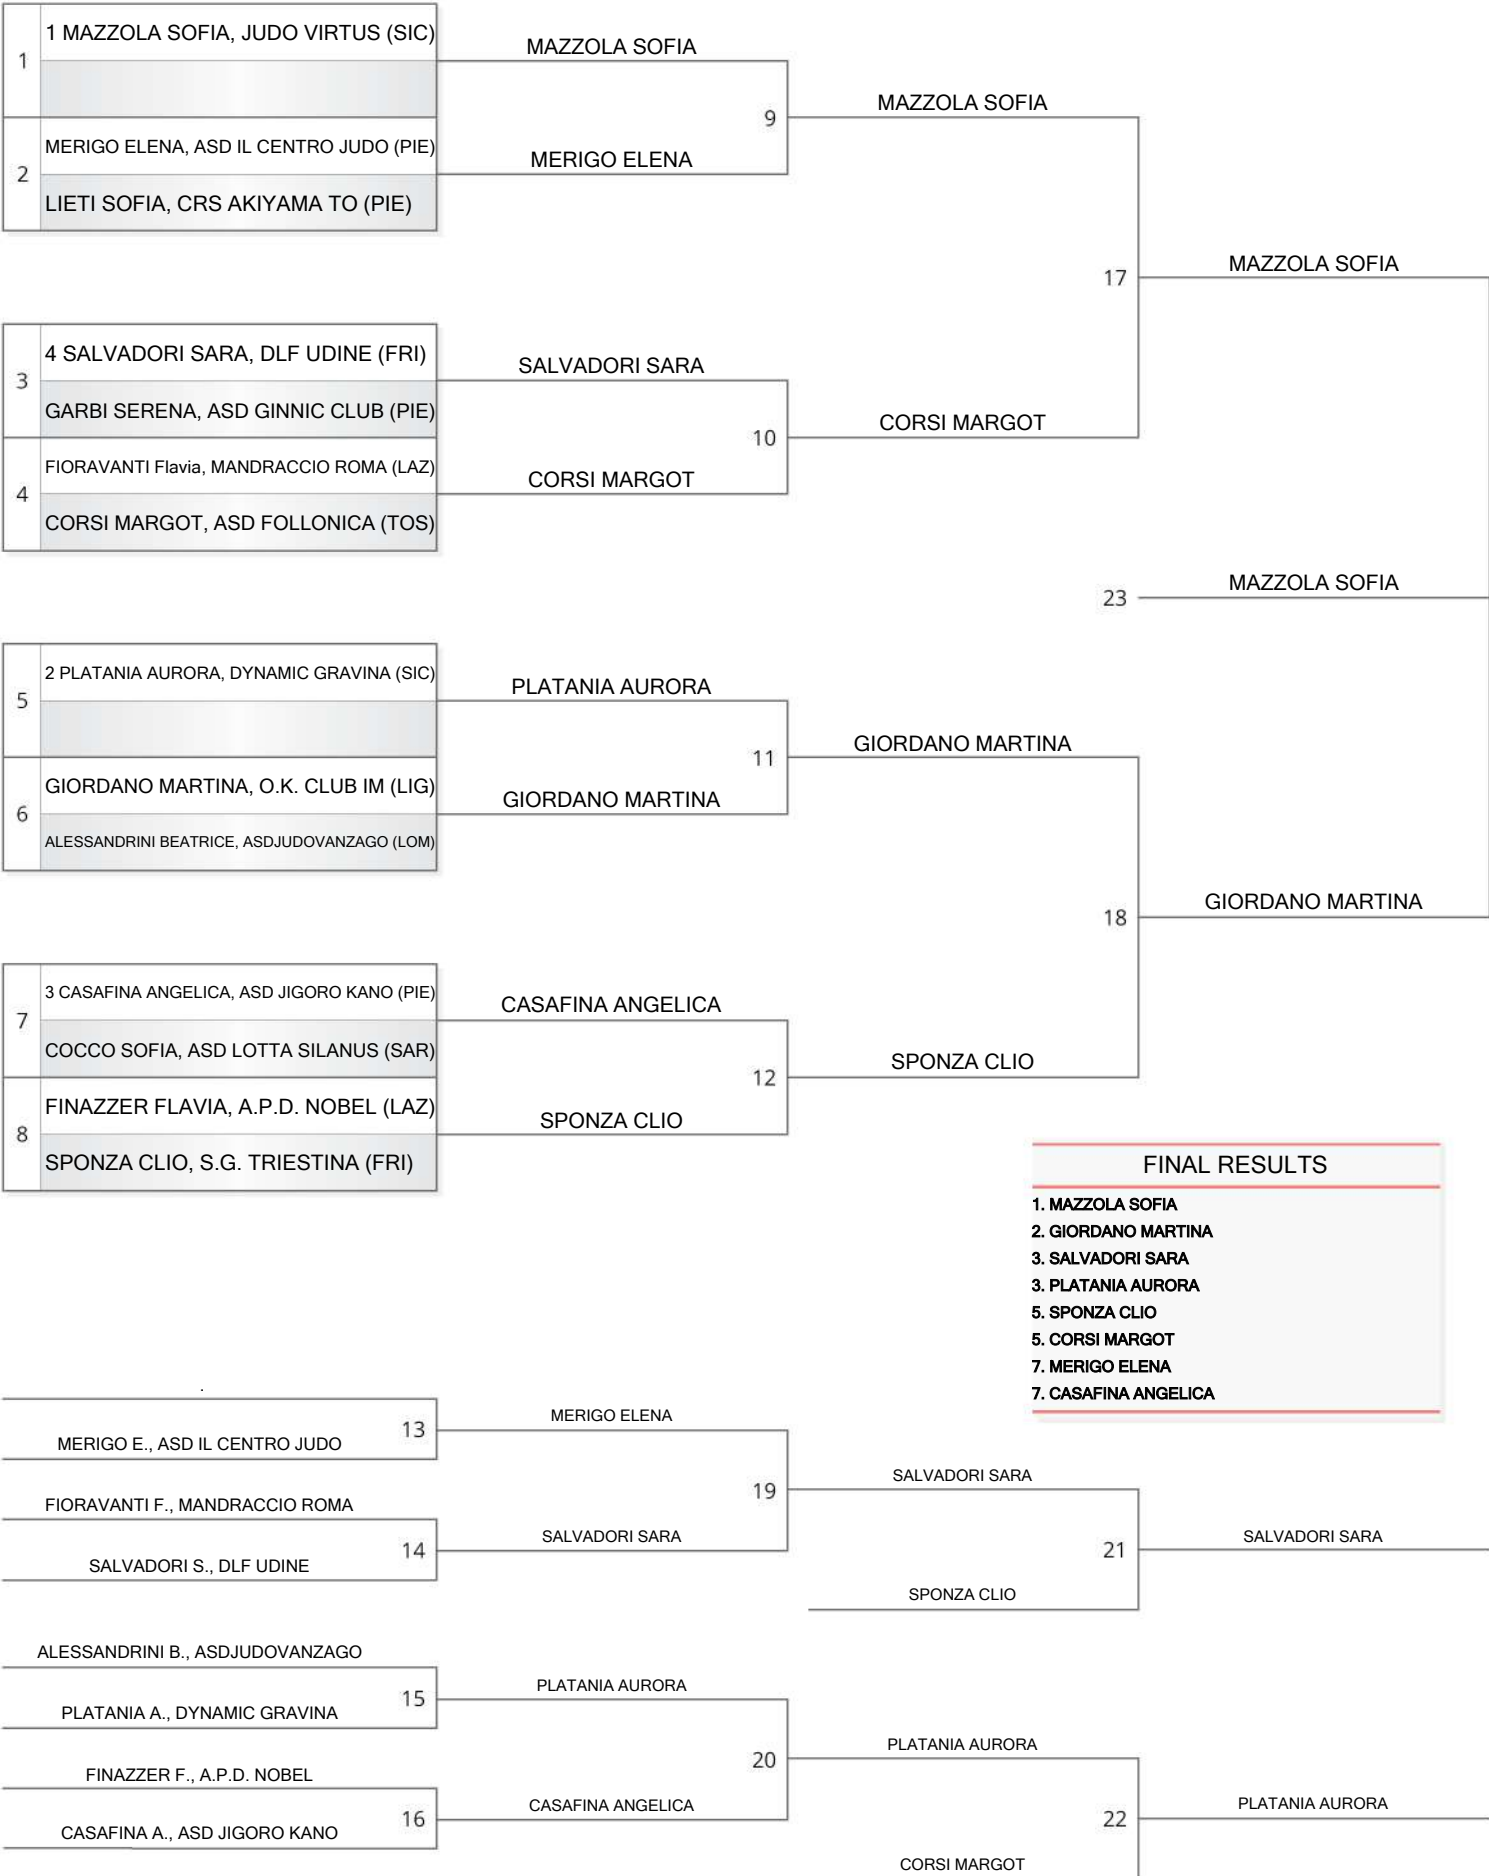 1 MAZZOLA SOFIA, JUDO VIRTUS (SIC)
1
MERIGO ELENA, ASD IL CENTRO JUDO (PIE)
2
LIETI SOFIA, CRS AKIYAMA TO (PIE)
MAZZOLA SOFIA
9
MERIGO ELENA
MAZZOLA SOFIA
17
MAZZOLA SOFIA
4 SALVADORI SARA, DLF UDINE (FRI)
3
GARBI SERENA, ASD GINNIC CLUB (PIE)
FIORAVANTI Flavia, MANDRACCIO ROMA (LAZ)
4
CORSI MARGOT, ASD FOLLONICA (TOS)
SALVADORI SARA
10
CORSI MARGOT
CORSI MARGOT
23
MAZZOLA SOFIA
2 PLATANIA AURORA, DYNAMIC GRAVINA (SIC)
5
GIORDANO MARTINA, O.K. CLUB IM (LIG)
6
ALESSANDRINI BEATRICE, ASDJUDOVANZAGO (LOM)
PLATANIA AURORA
11
GIORDANO MARTINA
GIORDANO MARTINA
18
GIORDANO MARTINA
3 CASAFINA ANGELICA, ASD JIGORO KANO (PIE)
7
COCCO SOFIA, ASD LOTTA SILANUS (SAR)
FINAZZER FLAVIA, A.P.D. NOBEL (LAZ)
8
SPONZA CLIO, S.G. TRIESTINA (FRI)
CASAFINA ANGELICA
12
SPONZA CLIO
SPONZA CLIO
FINAL RESULTS
1. MAZZOLA SOFIA
2. GIORDANO MARTINA
3. SALVADORI SARA
3. PLATANIA AURORA
5. SPONZA CLIO
5. CORSI MARGOT
7. MERIGO ELENA
7. CASAFINA ANGELICA
.
13
MERIGO E., ASD IL CENTRO JUDO
FIORAVANTI F., MANDRACCIO ROMA
14
SALVADORI S., DLF UDINE
MERIGO ELENA
19
SALVADORI SARA
SALVADORI SARA
21
SPONZA CLIO
SALVADORI SARA
ALESSANDRINI B., ASDJUDOVANZAGO
15
PLATANIA A., DYNAMIC GRAVINA
FINAZZER F., A.P.D. NOBEL
16
CASAFINA A., ASD JIGORO KANO
PLATANIA AURORA
20
CASAFINA ANGELICA
PLATANIA AURORA
22
CORSI MARGOT
PLATANIA AURORA